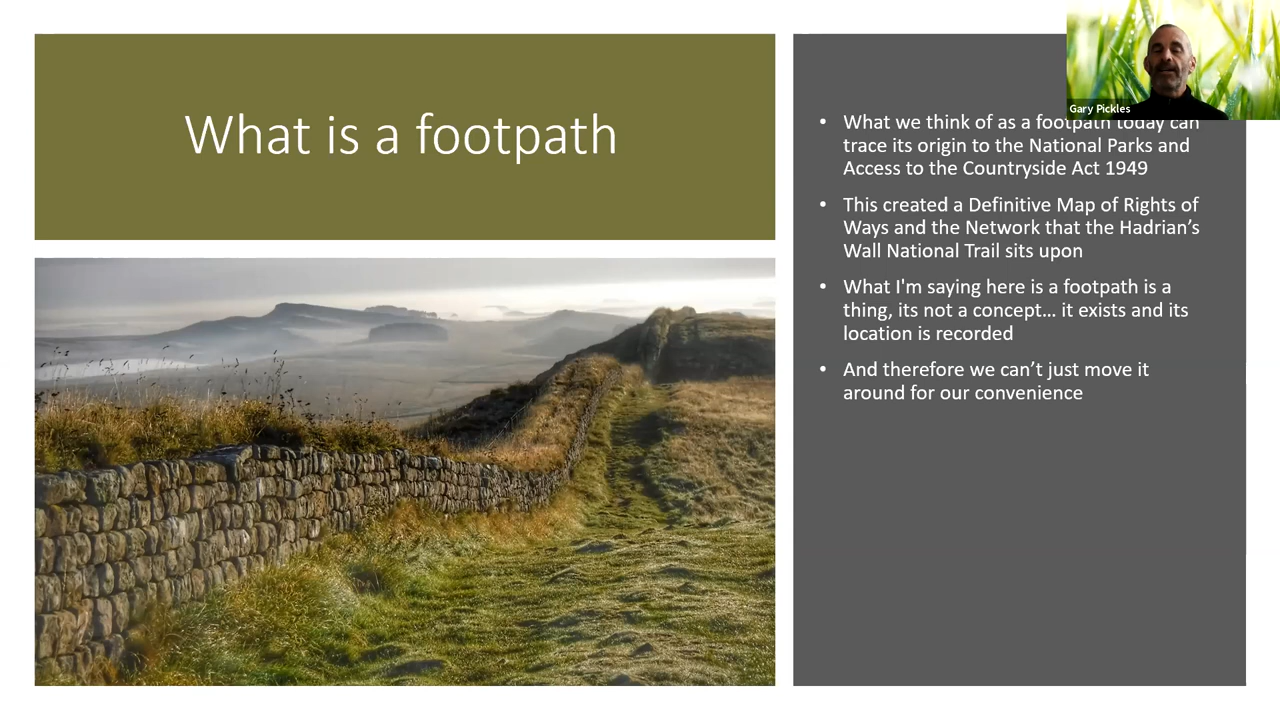 What is a footpath
Gary Pickles
• What we think of as a footpath today can
trace its origin to the National Parks and
Access to the Countryside Act 1949
• This created a Definitive Map of Rights of
Ways and the Network that the Hadrian’s
Wall National Trail sits upon
• What I'm saying here is a footpath is a
thing, its not a concept… it exists and its
location is recorded
• And therefore we can’t just move it
around for our convenience